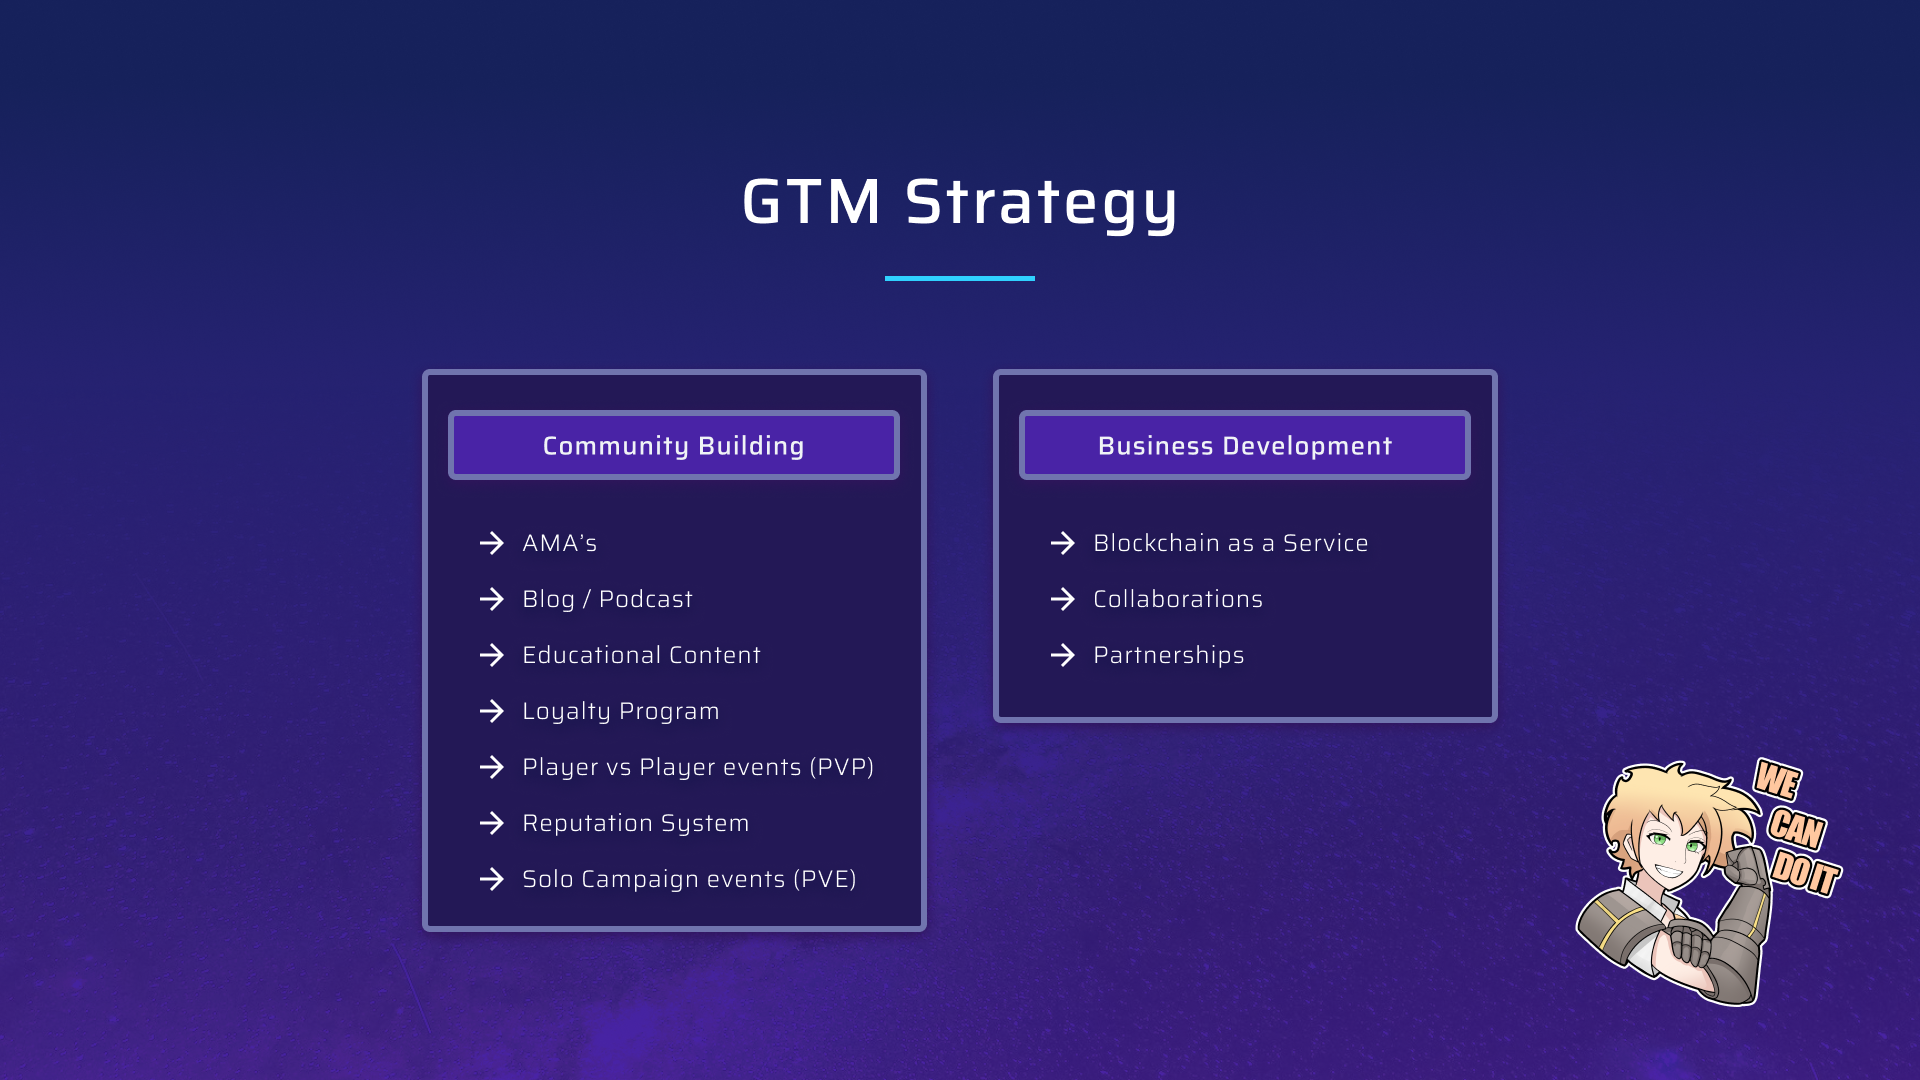 GTM Strategy
Community Building
AMA’s
Blog / Podcast
Educational Content
Loyalty Program
Player vs Player events (PVP)
Reputation System
Solo Campaign events (PVE)
Business Development
Blockchain as a Service
Collaborations
Partnerships
WE
CAN
DO IT